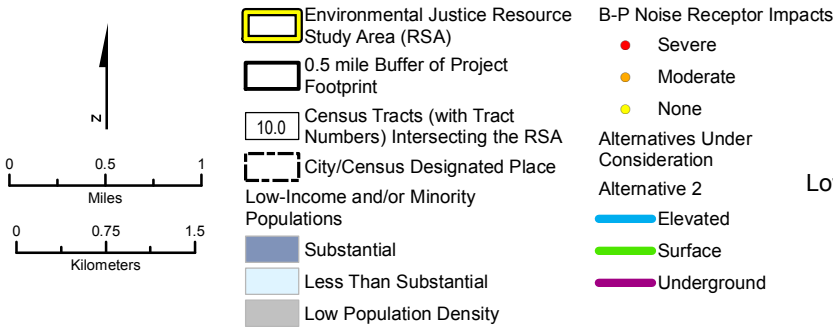 Z
0 0.5 1
Miles
0 0.75 1.5
Kilometers
Environmental Justice Resource
Study Area (RSA)
0.5 mile Buffer of Project
Footprint
10.0
Census Tracts (with Tract
Numbers) Intersecting the RSA
City/Census Designated Place
Low-Income and/or Minority
Populations
Substantial
Less Than Substantial
Low Population Density
B-P Noise Receptor Impacts
Severe
Moderate
None
Alternatives Under
Consideration
Alternative 2
Elevated
Surface
Underground
Lo